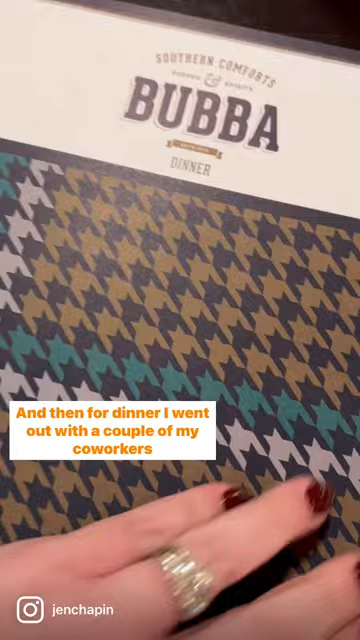 SOUTHERN COMFORTS
&
BUBBA
DINNER
And then for dinner I went
out with a couple of my
coworkers
jenchapin